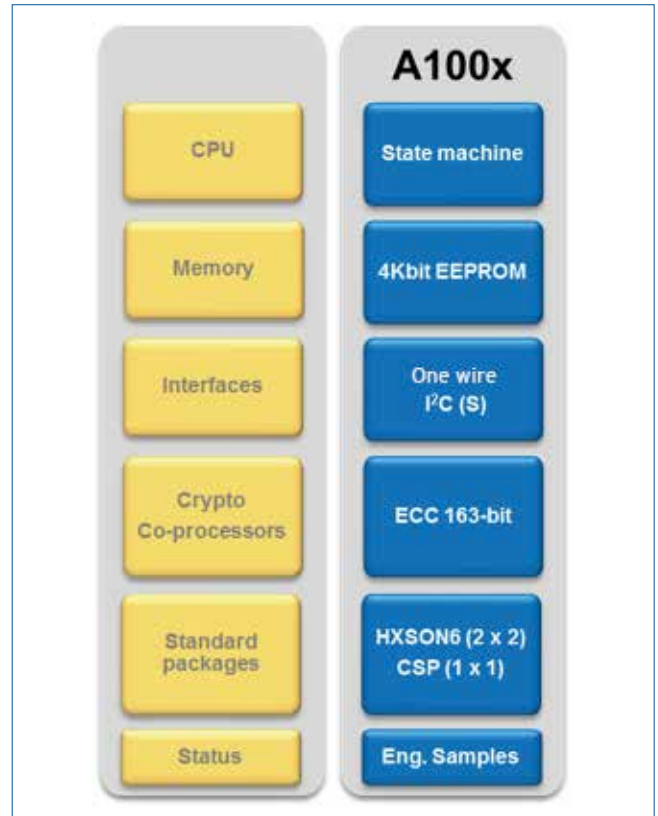 A100x
CPU
State machine
Memory
4Kbit EEPROM
Interfaces
One wire
I²C (S)
Crypto
Co-processors
ECC 163-bit
Standard
packages
HXSON6 (2 x 2)
CSP (1 x 1)
Status
Eng. Samples